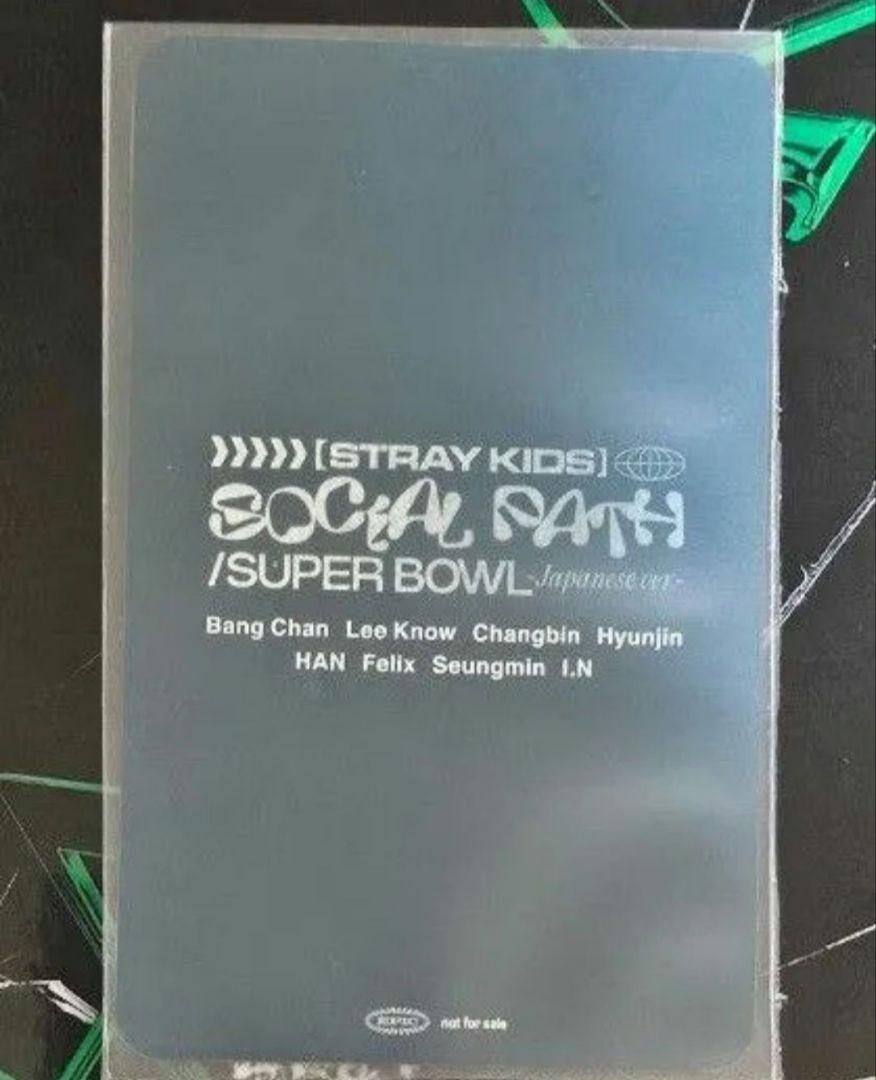 [STRAY KIDS]
SOCIAL PATH
/SUPER BOWL -Japanese ver-
Bang Chan Lee Know Changbin Hyunjin
HAN Felix Seungmin I.N
not for sale